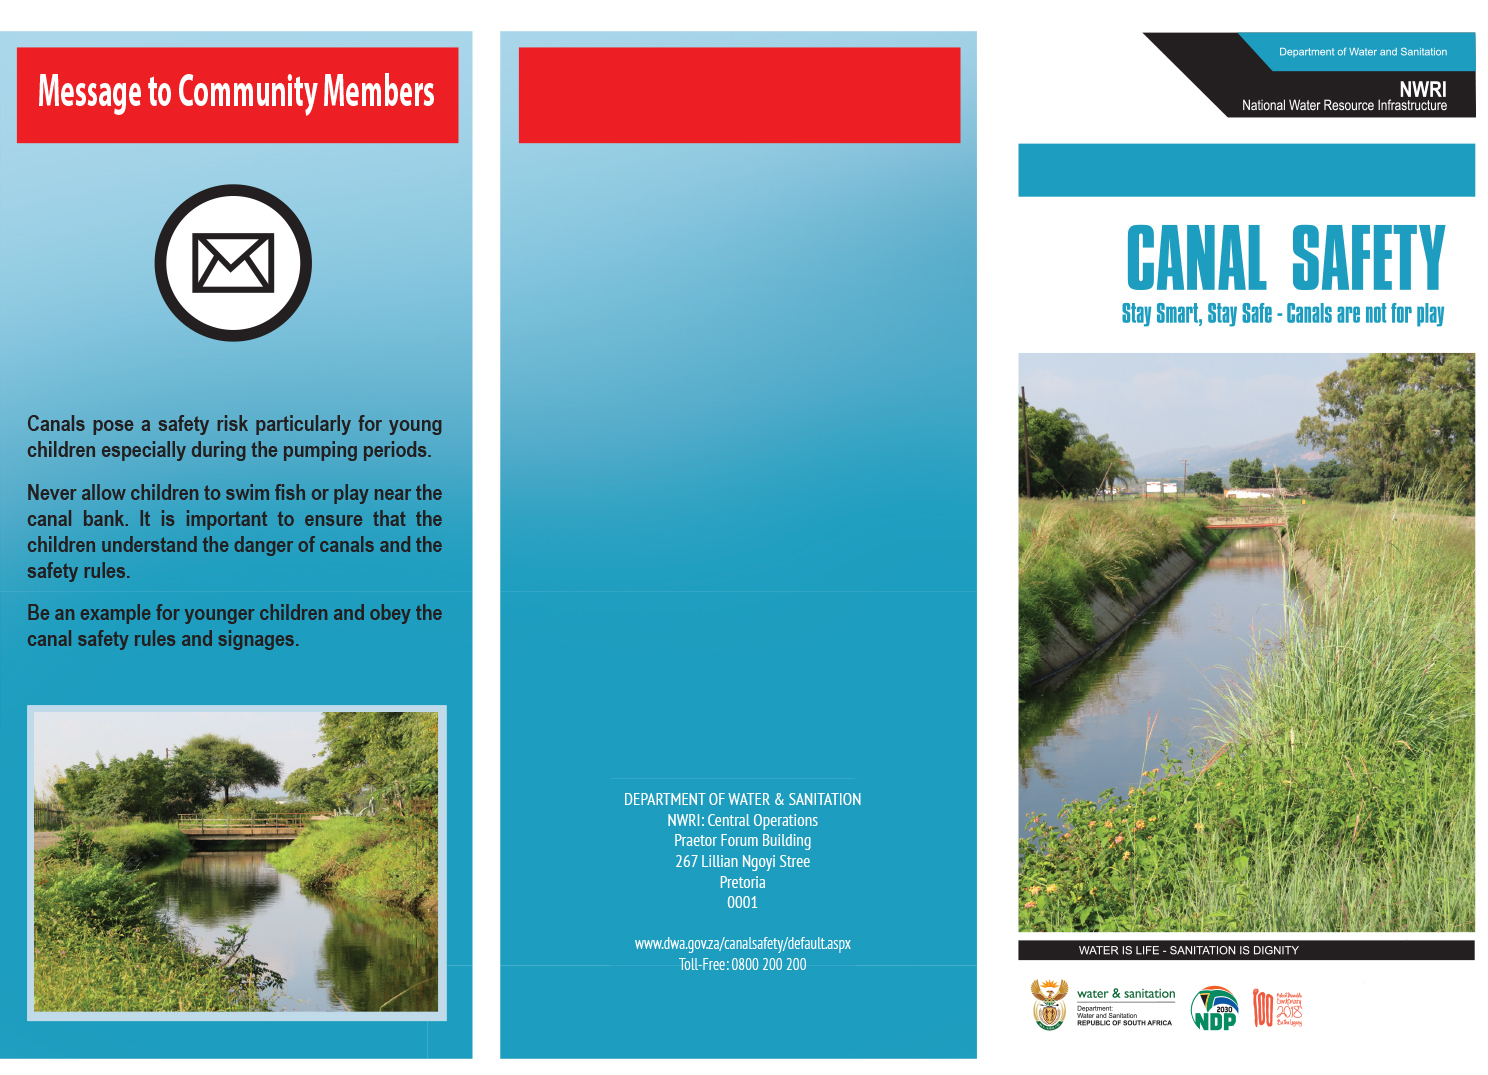 Message to Community Members
Canals pose a safety risk particularly for young
children especially during the pumping periods.
Never allow children to swim fish or play near the
canal bank. It is important to ensure that the
children understand the danger of canals and the
safety rules.
Be an example for younger children and obey the
canal safety rules and signages.
DEPARTMENT OF WATER & SANITATION
NWRI: Central Operations
Praetor Forum Building
267 Lillian Ngoyi Stree
Pretoria
0001
www.dwa.gov.za/canalsafety/default.aspx
Toll-Free: 0800 200 200
Department of Water and Sanitation
NWRI
National Water Resource Infrastructure
CANAL SAFETY
Stay Smart, Stay Safe - Canals are not for play
WATER IS LIFE - SANITATION IS DIGNITY
water & sanitation
Department:
Water and Sanitation
REPUBLIC OF SOUTH AFRICA
2030
NDP
100
Centenary
2018
Be the Legacy